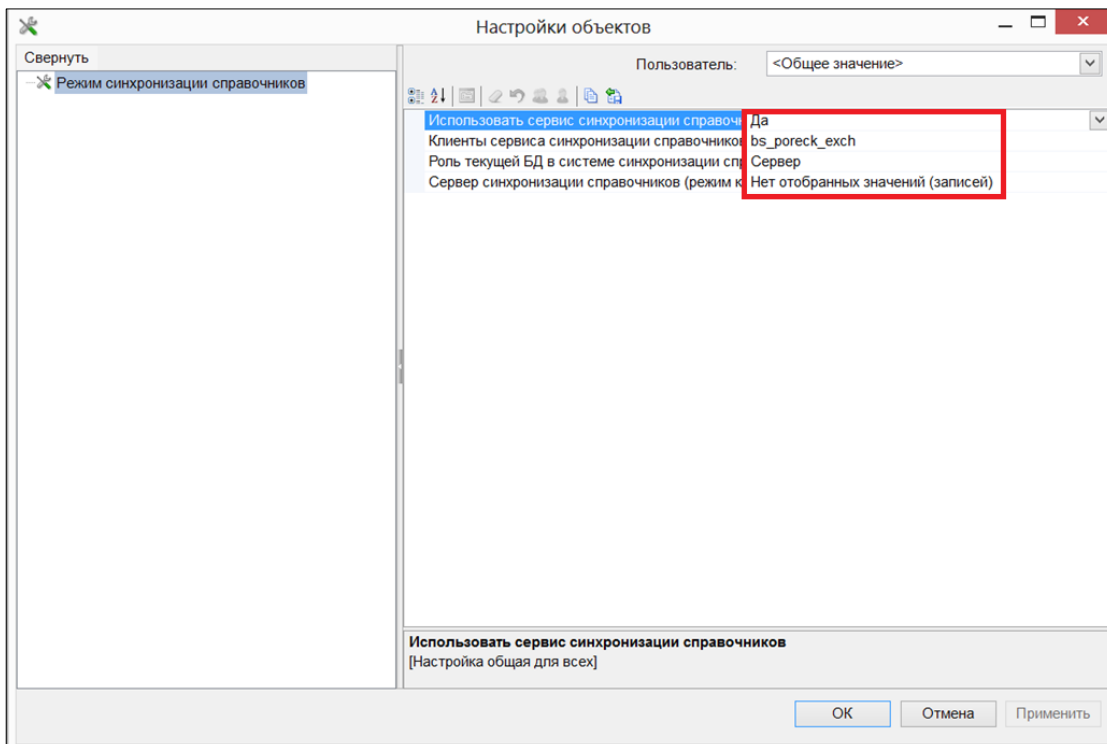 Настройки объектов
Свернуть
Режим синхронизации справочников
Пользователь: <Общее значение>
Использовать сервис синхронизации справочн Да
Клиенты сервиса синхронизации справочников bs_poreck_exch
Роль текущей БД в системе синхронизации спр Сервер
Сервер синхронизации справочников (режим к Нет отобранных значений (записей)
Использовать сервис синхронизации справочников
[Настройка общая для всех]
ОК Отмена Применить